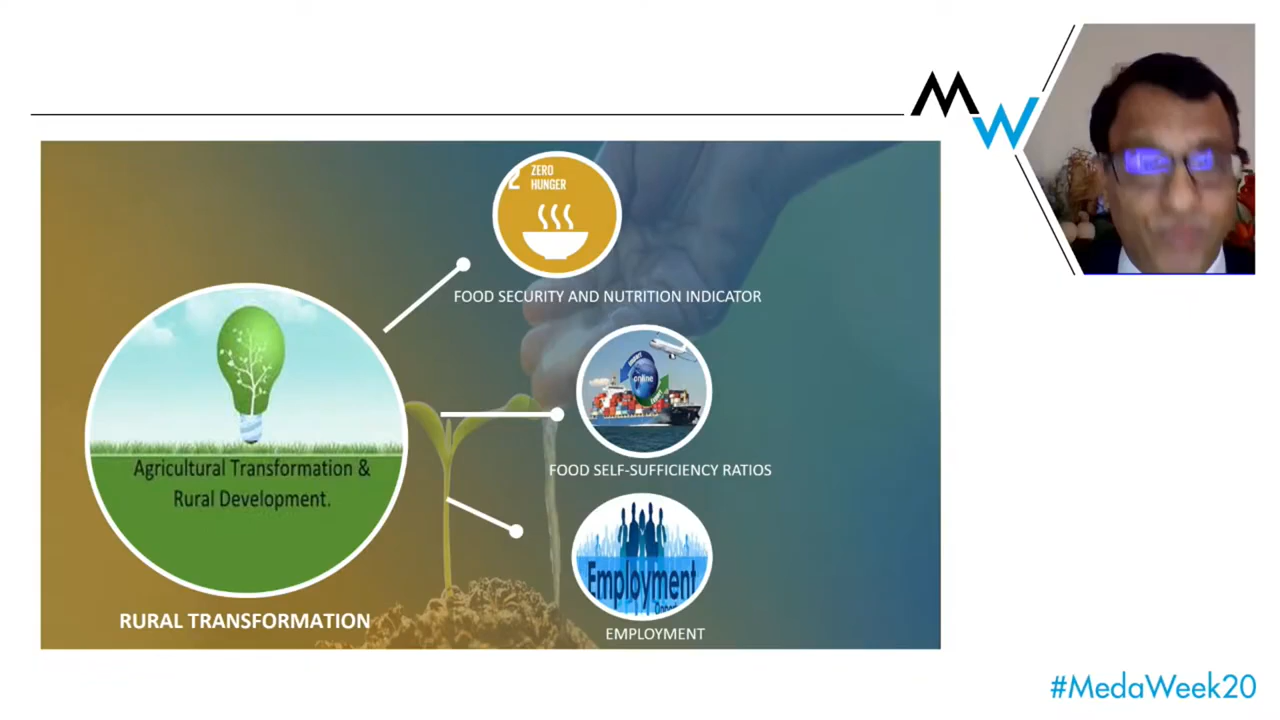 MW
2 ZERO
HUNGER
FOOD SECURITY AND NUTRITION INDICATOR
online
FOOD SELF-SUFFICIENCY RATIOS
Agricultural Transformation &
Rural Development.
RURAL TRANSFORMATION
Employment
EMPLOYMENT
#MedaWeek20